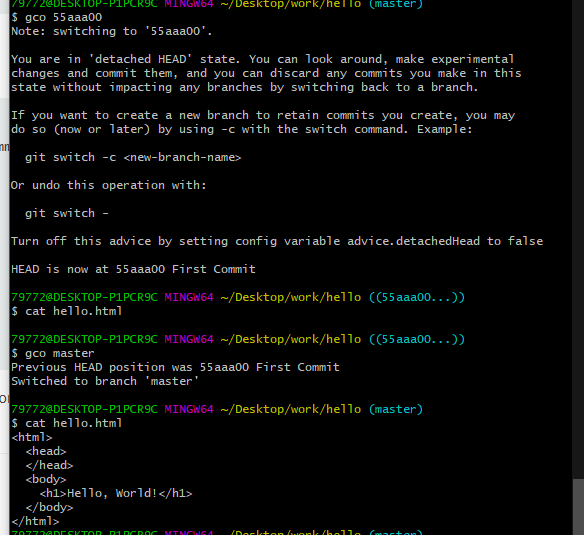 79772@DESKTOP-P1PCR9C MINGW64 ~/Desktop/work/hello (master)
$ gco 55aaa00
Note: switching to '55aaa00'.
You are in 'detached HEAD' state. You can look around, make experimental
changes and commit them, and you can discard any commits you make in this
state without impacting any branches by switching back to a branch.
If you want to create a new branch to retain commits you create, you may
do so (now or later) by using -c with the switch command. Example:
git switch -c <new-branch-name>
Or undo this operation with:
git switch -
Turn off this advice by setting config variable advice.detachedHead to false
HEAD is now at 55aaa00 First Commit
79772@DESKTOP-P1PCR9C MINGW64 ~/Desktop/work/hello ((55aaa00...))
$ cat hello.html
79772@DESKTOP-P1PCR9C MINGW64 ~/Desktop/work/hello ((55aaa00...))
$ gco master
Previous HEAD position was 55aaa00 First Commit
Switched to branch 'master'
79772@DESKTOP-P1PCR9C MINGW64 ~/Desktop/work/hello (master)
$ cat hello.html
<html>
  <head>
  </head>
  <body>
    <h1>Hello, World!</h1>
  </body>
</html>
79772@DESKTOP-P1PCR9C MINGW64 ~/Desktop/work/hello (master)